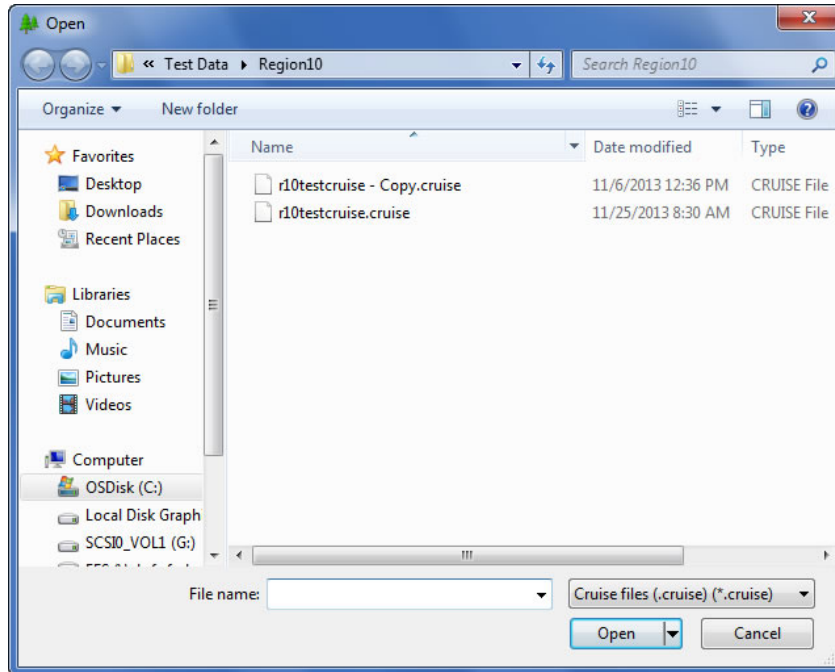 Open
« Test Data Region10 Search Region10
Organize New folder
Name Date modified Type
r10testcruise - Copy.cruise 11/6/2013 12:36 PM CRUISE File
r10testcruise.cruise 11/25/2013 8:30 AM CRUISE File
Favorites
Desktop
Downloads
Recent Places
Libraries
Documents
Music
Pictures
Videos
Computer
OSDisk (C:)
Local Disk Graph
SCSI0_VOL1 (G:)
File name: Cruise files (.cruise) (*.cruise)
Open Cancel